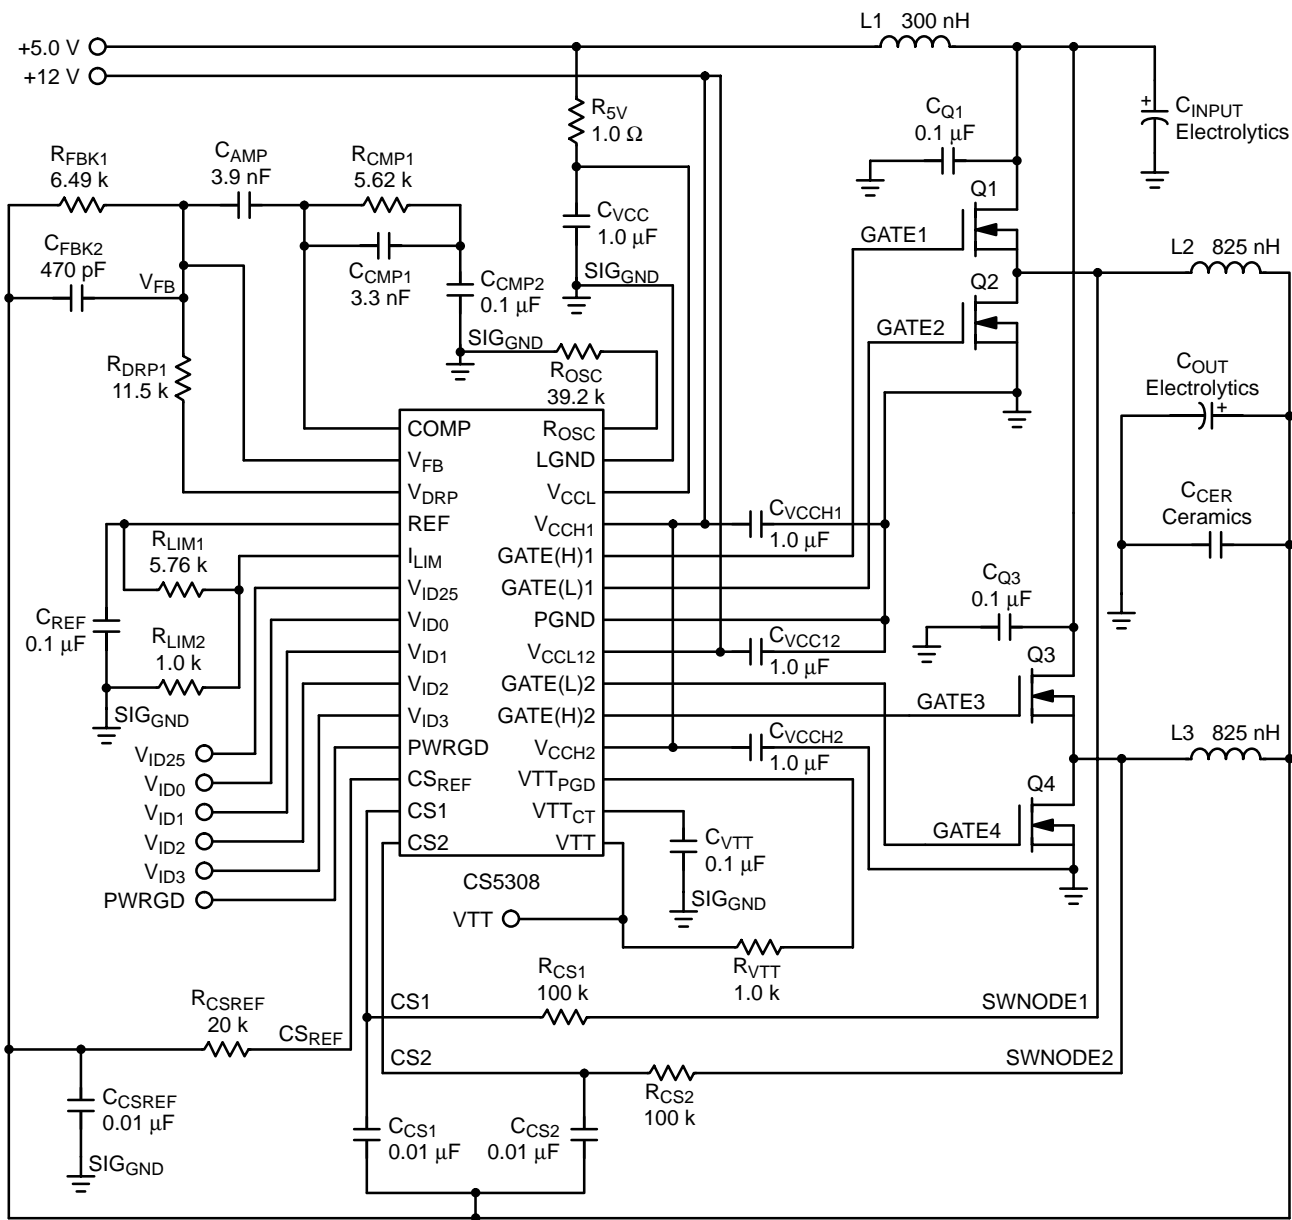 L1 300 nH
+5.0 V
+12 V
R5V
1.0 Ω
CQ1
0.1 μF
+
CINPUT
Electrolytics
RFBK1
6.49 k
CAMP
3.9 nF
RCMP1
5.62 k
Q1
CFBK2
470 pF
VFB
CCMP1
3.3 nF
CCMP2
0.1 μF
CVCC
1.0 μF
SIGGND
GATE1
L2 825 nH
Q2
GATE2
RDRP1
11.5 k
SIGGND
ROSC
39.2 k
COUT
Electrolytics
+
CCER
Ceramics
COMP
VFB
VDRP
REF
ILIM
VID25
VID0
VID1
VID2
VID3
PWRGD
CSREF
CS1
CS2
ROSC
LGND
VCCL
VCCH1
GATE(H)1
GATE(L)1
PGND
VCCL12
GATE(L)2
GATE(H)2
VCCH2
VTTPGD
VTTCT
VTT
CS5308
RLIM1
5.76 k
CREF
0.1 μF
RLIM2
1.0 k
SIGGND
CVCCH1
1.0 μF
CVCC12
1.0 μF
CVCCH2
1.0 μF
CQ3
0.1 μF
Q3
GATE3
L3 825 nH
Q4
GATE4
VID25
VID0
VID1
VID2
VID3
PWRGD
CVTT
0.1 μF
SIGGND
VTT
RVTT
1.0 k
RCS1
100 k
CS1
SWNODE1
RCSREF
20 k
CSREF
CS2
SWNODE2
RCS2
100 k
CCSREF
0.01 μF
SIGGND
CCS1
0.01 μF
CCS2
0.01 μF